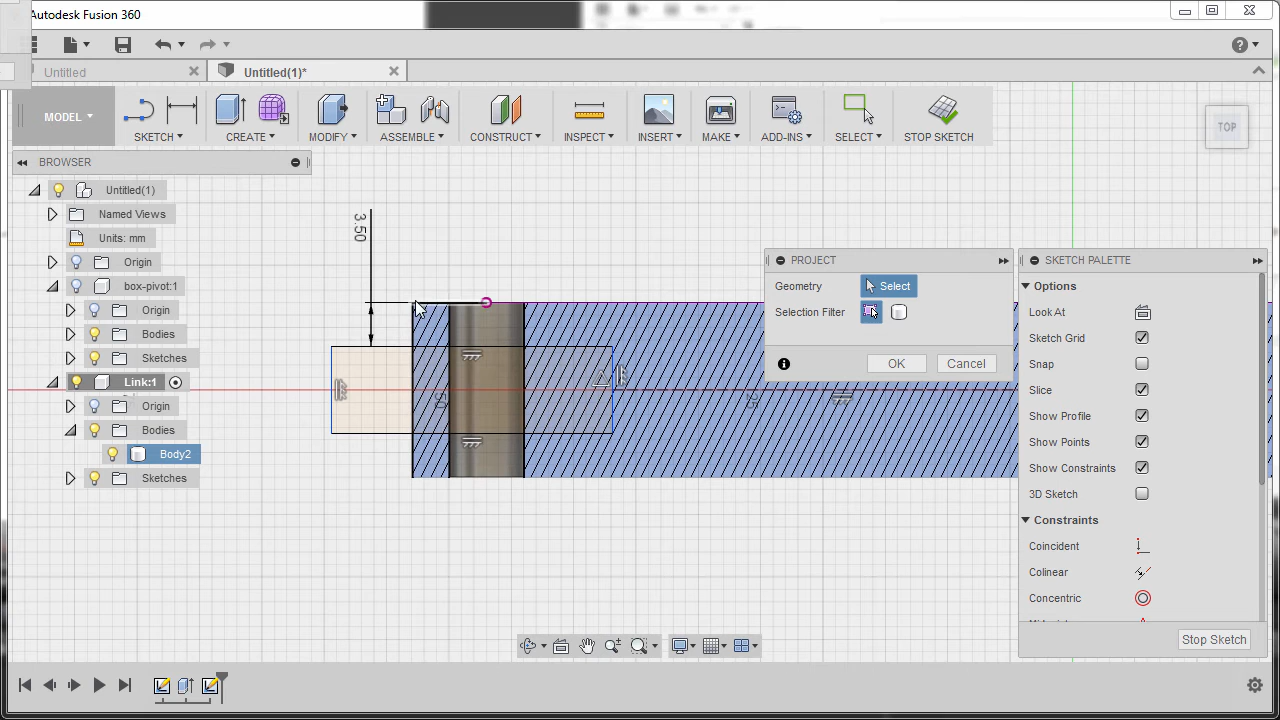 Autodesk Fusion 360
Untitled
Untitled(1)*
MODEL
SKETCH
CREATE
MODIFY
ASSEMBLE
CONSTRUCT
INSPECT
INSERT
MAKE
ADD-INS
SELECT
STOP SKETCH
TOP
BROWSER
Untitled(1)
Named Views
Units: mm
Origin
box-pivot:1
Origin
Bodies
Sketches
Link:1
Origin
Bodies
Body2
Sketches
3.50
50
25
PROJECT
Geometry
Select
Selection Filter
OK
Cancel
SKETCH PALETTE
Options
Look At
Sketch Grid
Snap
Slice
Show Profile
Show Points
Show Constraints
3D Sketch
Constraints
Coincident
Colinear
Concentric
Stop Sketch